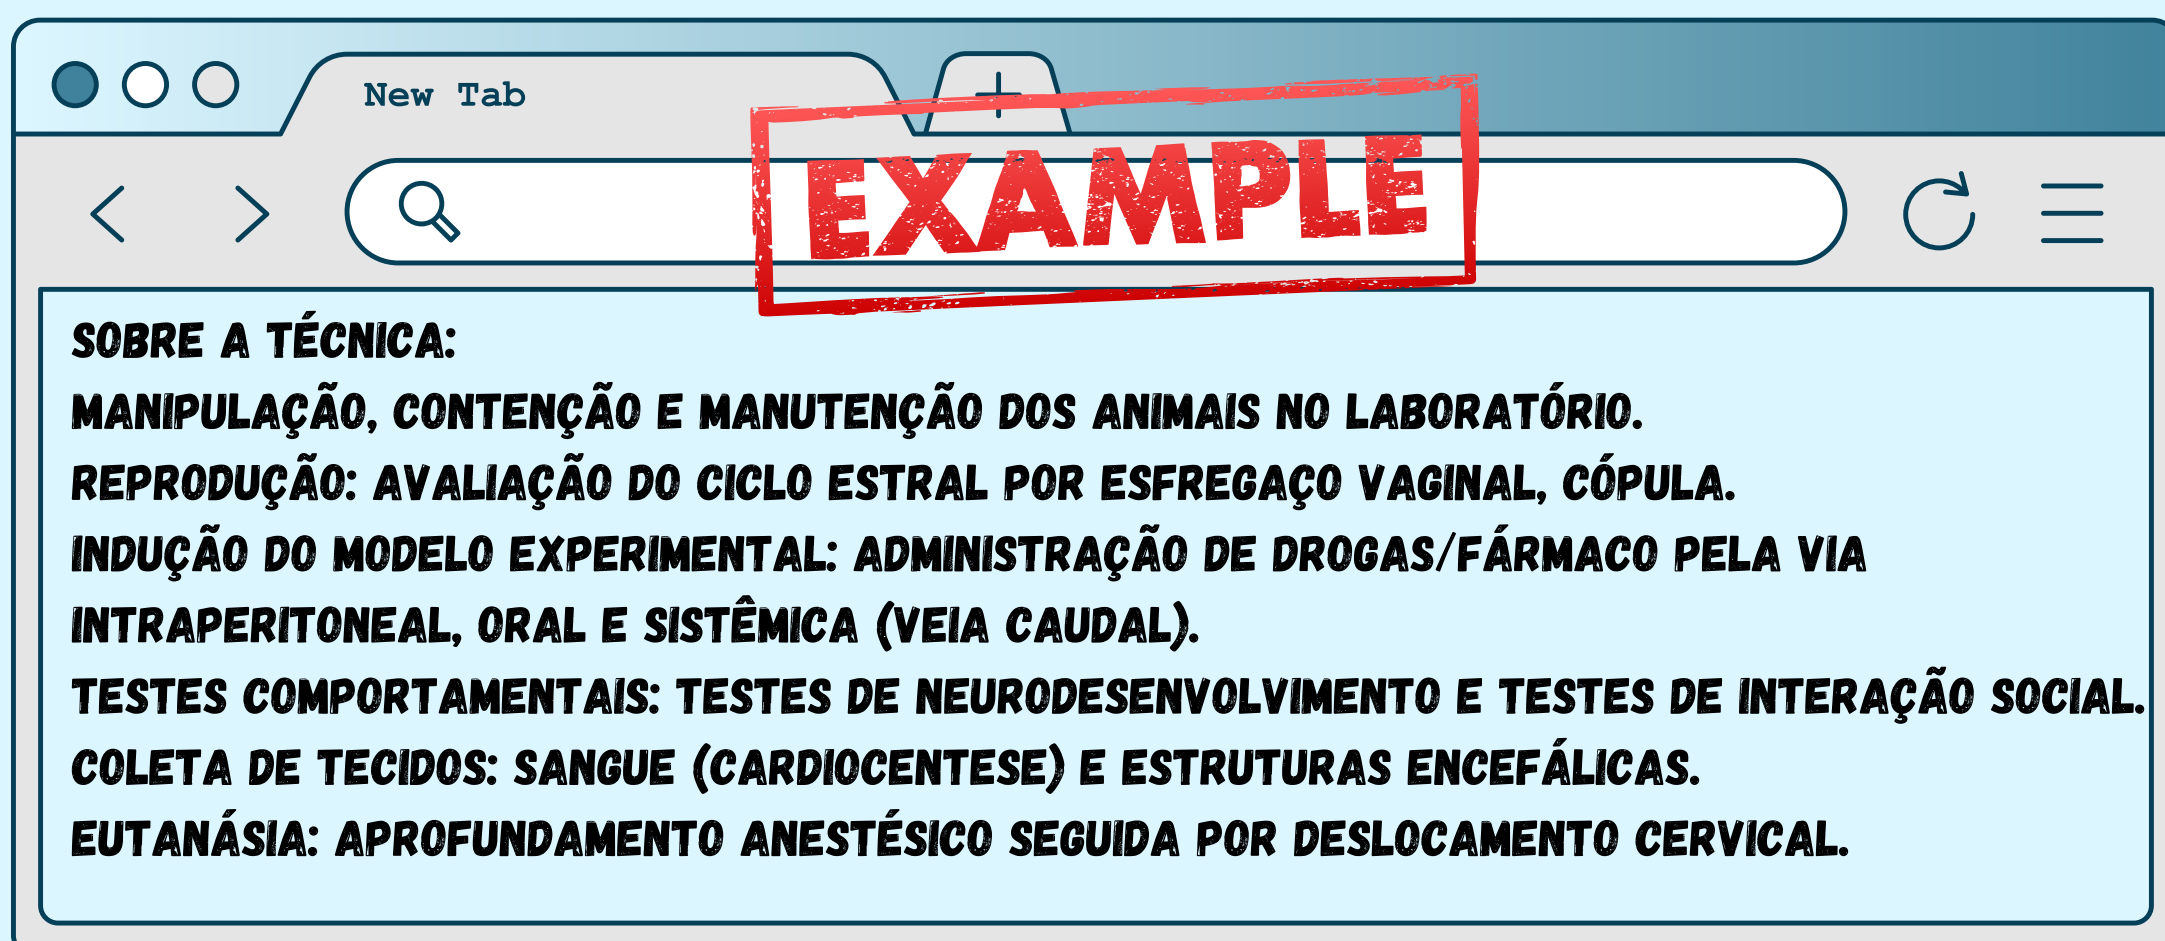 New Tab
+
EXAMPLE
SOBRE A TÉCNICA:
MANIPULAÇÃO, CONTENÇÃO E MANUTENÇÃO DOS ANIMAIS NO LABORATÓRIO.
REPRODUÇÃO: AVALIAÇÃO DO CICLO ESTRAL POR ESFREGAÇO VAGINAL, CÓPULA.
INDUÇÃO DO MODELO EXPERIMENTAL: ADMINISTRAÇÃO DE DROGAS/FÁRMACO PELA VIA
INTRAPERITONEAL, ORAL E SISTÊMICA (VEIA CAUDAL).
TESTES COMPORTAMENTAIS: TESTES DE NEURODESENVOLVIMENTO E TESTES DE INTERAÇÃO SOCIAL.
COLETA DE TECIDOS: SANGUE (CARDIOCENTESE) E ESTRUTURAS ENCEFÁLICAS.
EUTANÁSIA: APROFUNDAMENTO ANESTÉSICO SEGUIDA POR DESLOCAMENTO CERVICAL.